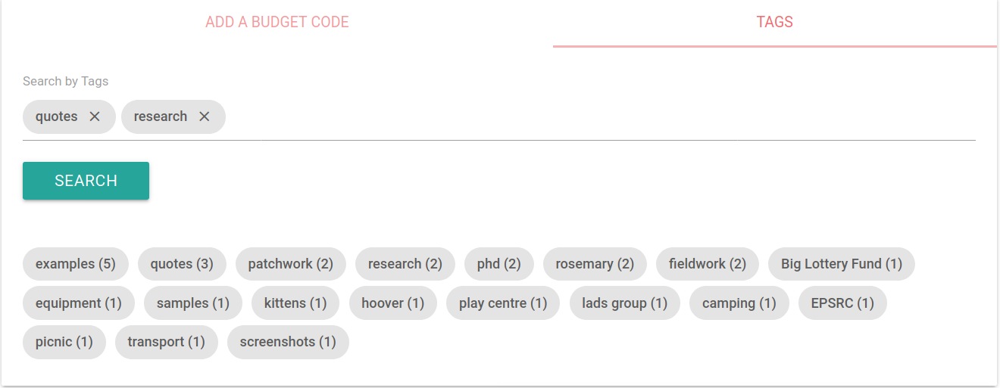 ADD A BUDGET CODE TAGS
Search by Tags
quotes × research ×
SEARCH
examples (5) quotes (3) patchwork (2) research (2) phd (2) rosemary (2) fieldwork (2) Big Lottery Fund (1)
equipment (1) samples (1) kittens (1) hoover (1) play centre (1) lads group (1) camping (1) EPSRC (1)
picnic (1) transport (1) screenshots (1)